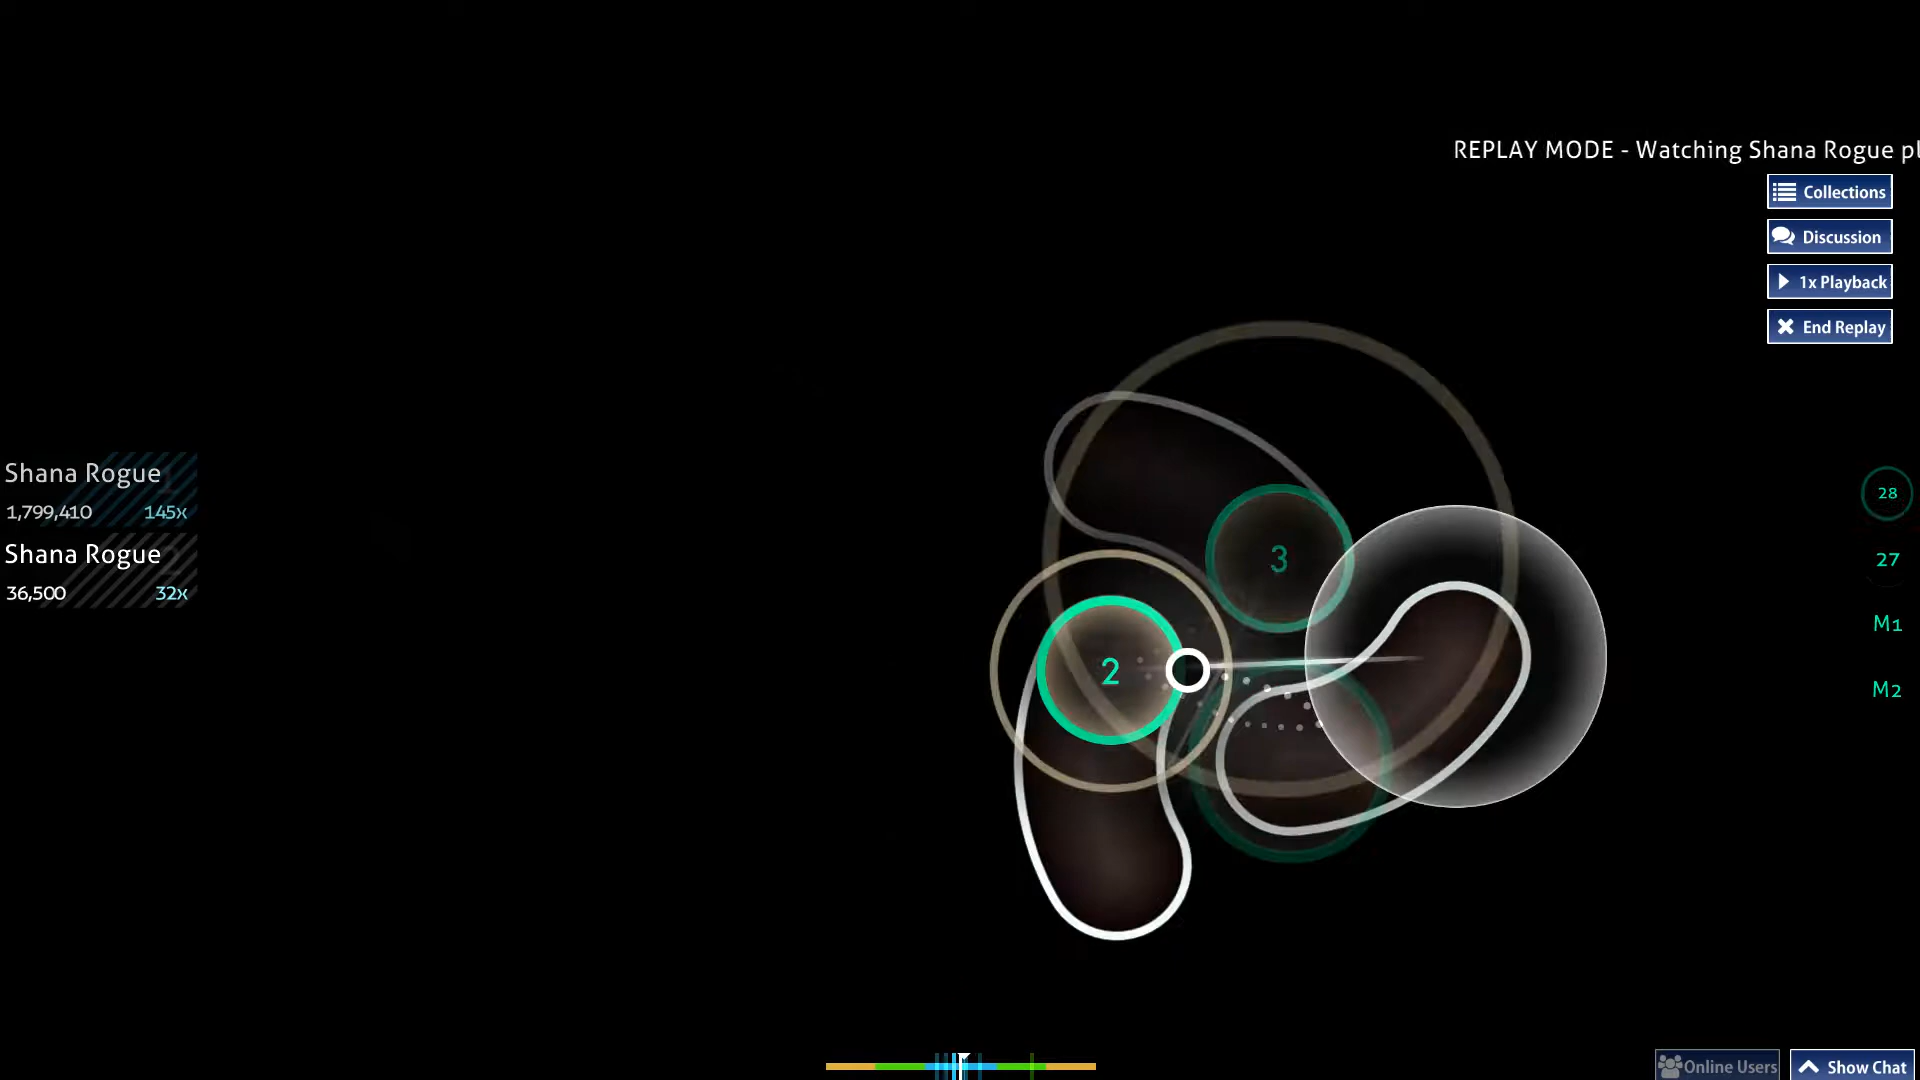 REPLAY MODE - Watching Shana Rogue pl
Collections
Discussion
1x Playback
End Replay
Shana Rogue
1,799,410 145x
Shana Rogue
36,500 32x
3
2
28
27
M1
M2
Online Users
Show Chat